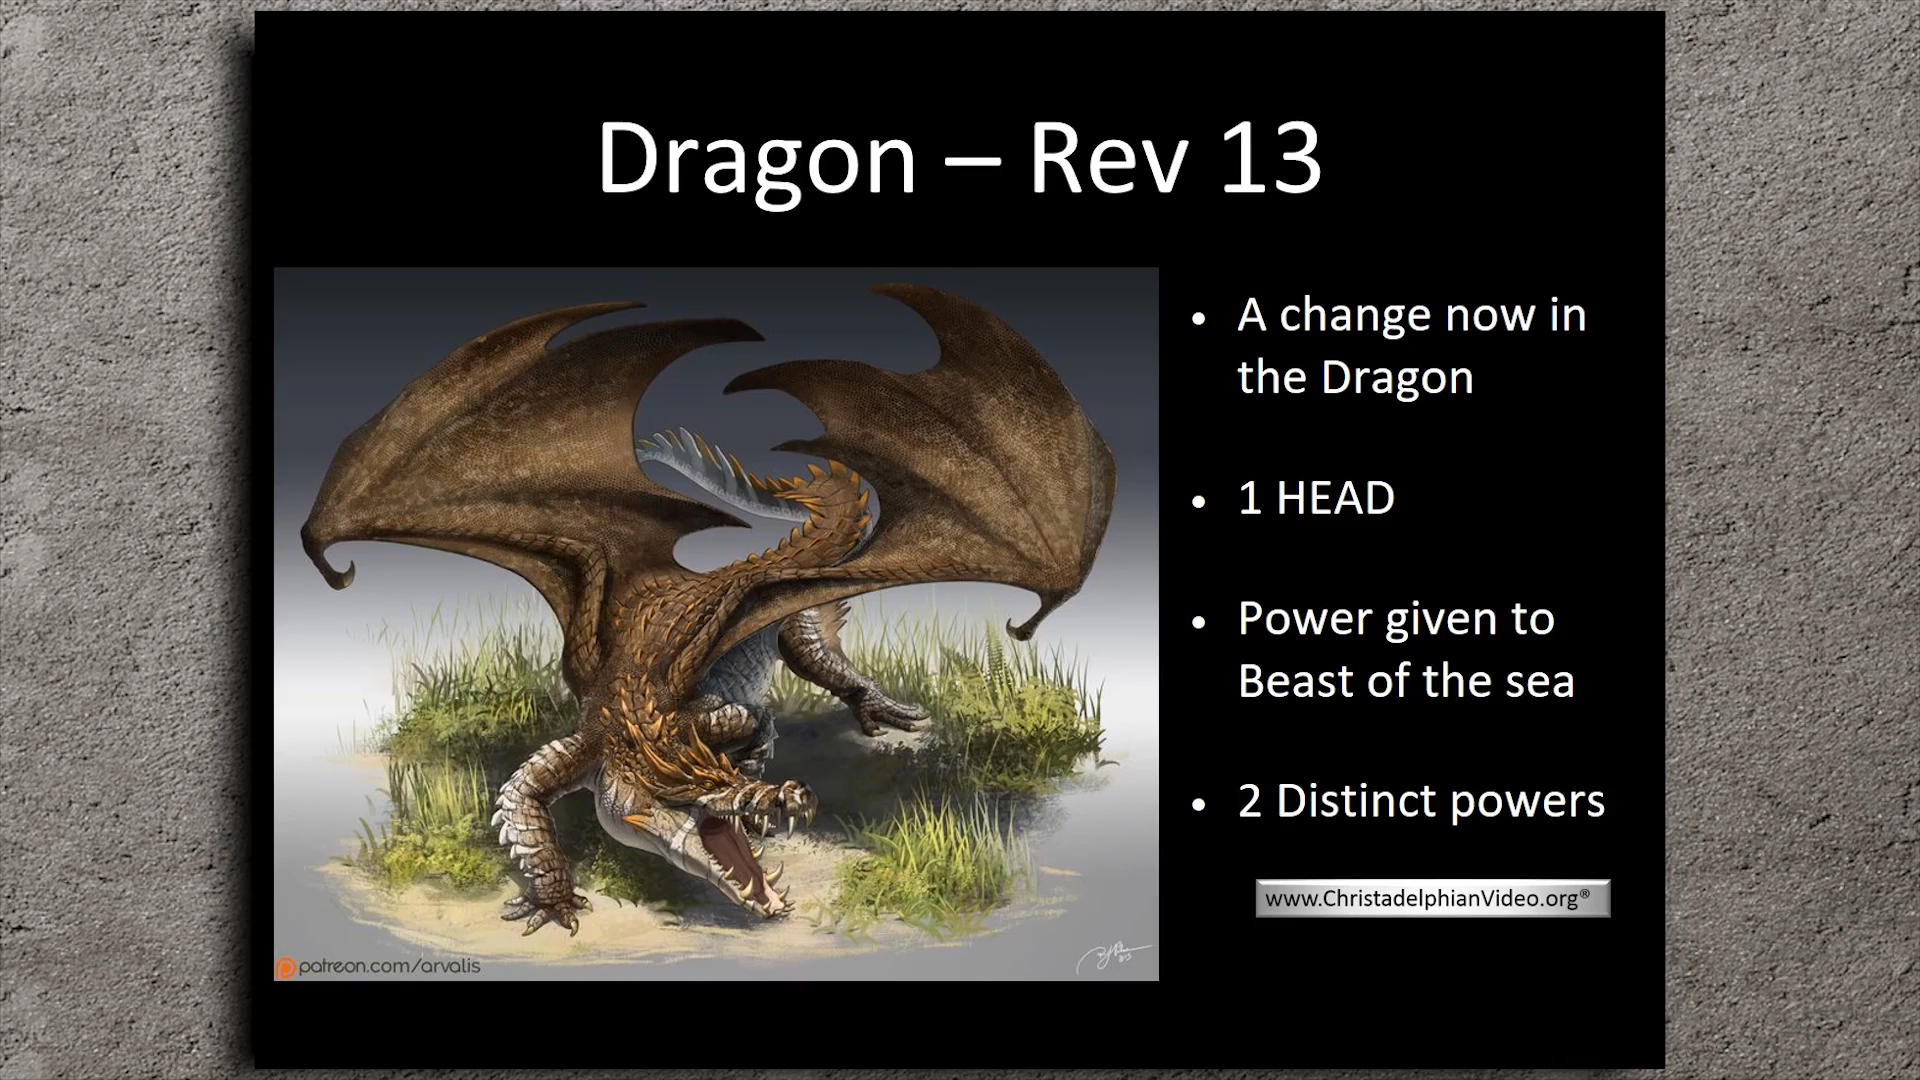 Dragon – Rev 13
• A change now in
the Dragon
• 1 HEAD
• Power given to
Beast of the sea
• 2 Distinct powers
www.ChristadelphianVideo.org®
patreon.com/arvalis